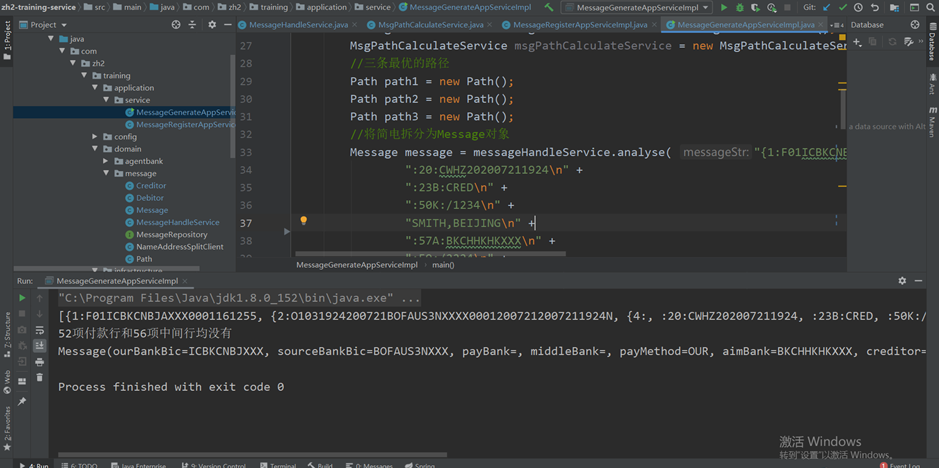 zh2-training-service src main java com zh2 training application service MessageGenerateAppServiceImpl MessageGenerateAppServiceImpl.java Git:
Project
MessageHandleService.java MsgPathCalculateService.java MessageRegisterAppServiceImpl.java MessageGenerateAppServiceImpl.java Database
1: Project
java
com
zh2
training
application
service
MessageGenerateAppServi
MessageRegisterAppServic
config
domain
agentbank
message
Creditor
Debitor
Message
MessageHandleService
MessageRepository
NameAddressSplitClient
Path
infrastructure
27 MsgPathCalculateService msgPathCalculateService = new MsgPathCalculateServ
28 //三条最优的路径
29 Path path1 = new Path();
30 Path path2 = new Path();
31 Path path3 = new Path();
32 //将简电拆分为Message对象
33 Message message = messageHandleService.analyse( messageStr: "{1:F01ICBKCNB
34 ":20:CWHZ202007211924\n" +
35 ":23B:CRED\n" +
36 ":50K:/1234\n" +
37 "SMITH,BEIJING\n" +
38 ":57A:BKCHHKHKXXX\n" +
MessageGenerateAppServiceImpl main()
a data source with Alt
Database
Ant
Maven
Run: MessageGenerateAppServiceImpl
"C:\Program Files\Java\jdk1.8.0_152\bin\java.exe" ...
[{1:F01ICBKCNBJAXXX0001161255, {2:O1031924200721BOFAUS3NXXXX00012007212007211924N, {4:, :20:CWHZ202007211924, :23B:CRED, :50K:/
52项付款行和56项中间行均没有
Message(ourBankBic=ICBKCNBJXXX, sourceBankBic=BOFAUS3NXXX, payBank=, middleBank=, payMethod=OUR, aimBank=BKCHHKHKXXX, creditor=
Process finished with exit code 0
7: Structure
Web
2: Favorites
激活 Windows
转到"设置"以激活 Windows。
4: Run 6: TODO Java Enterprise 9: Version Control Terminal Build 0: Messages Spring 1 Event Log